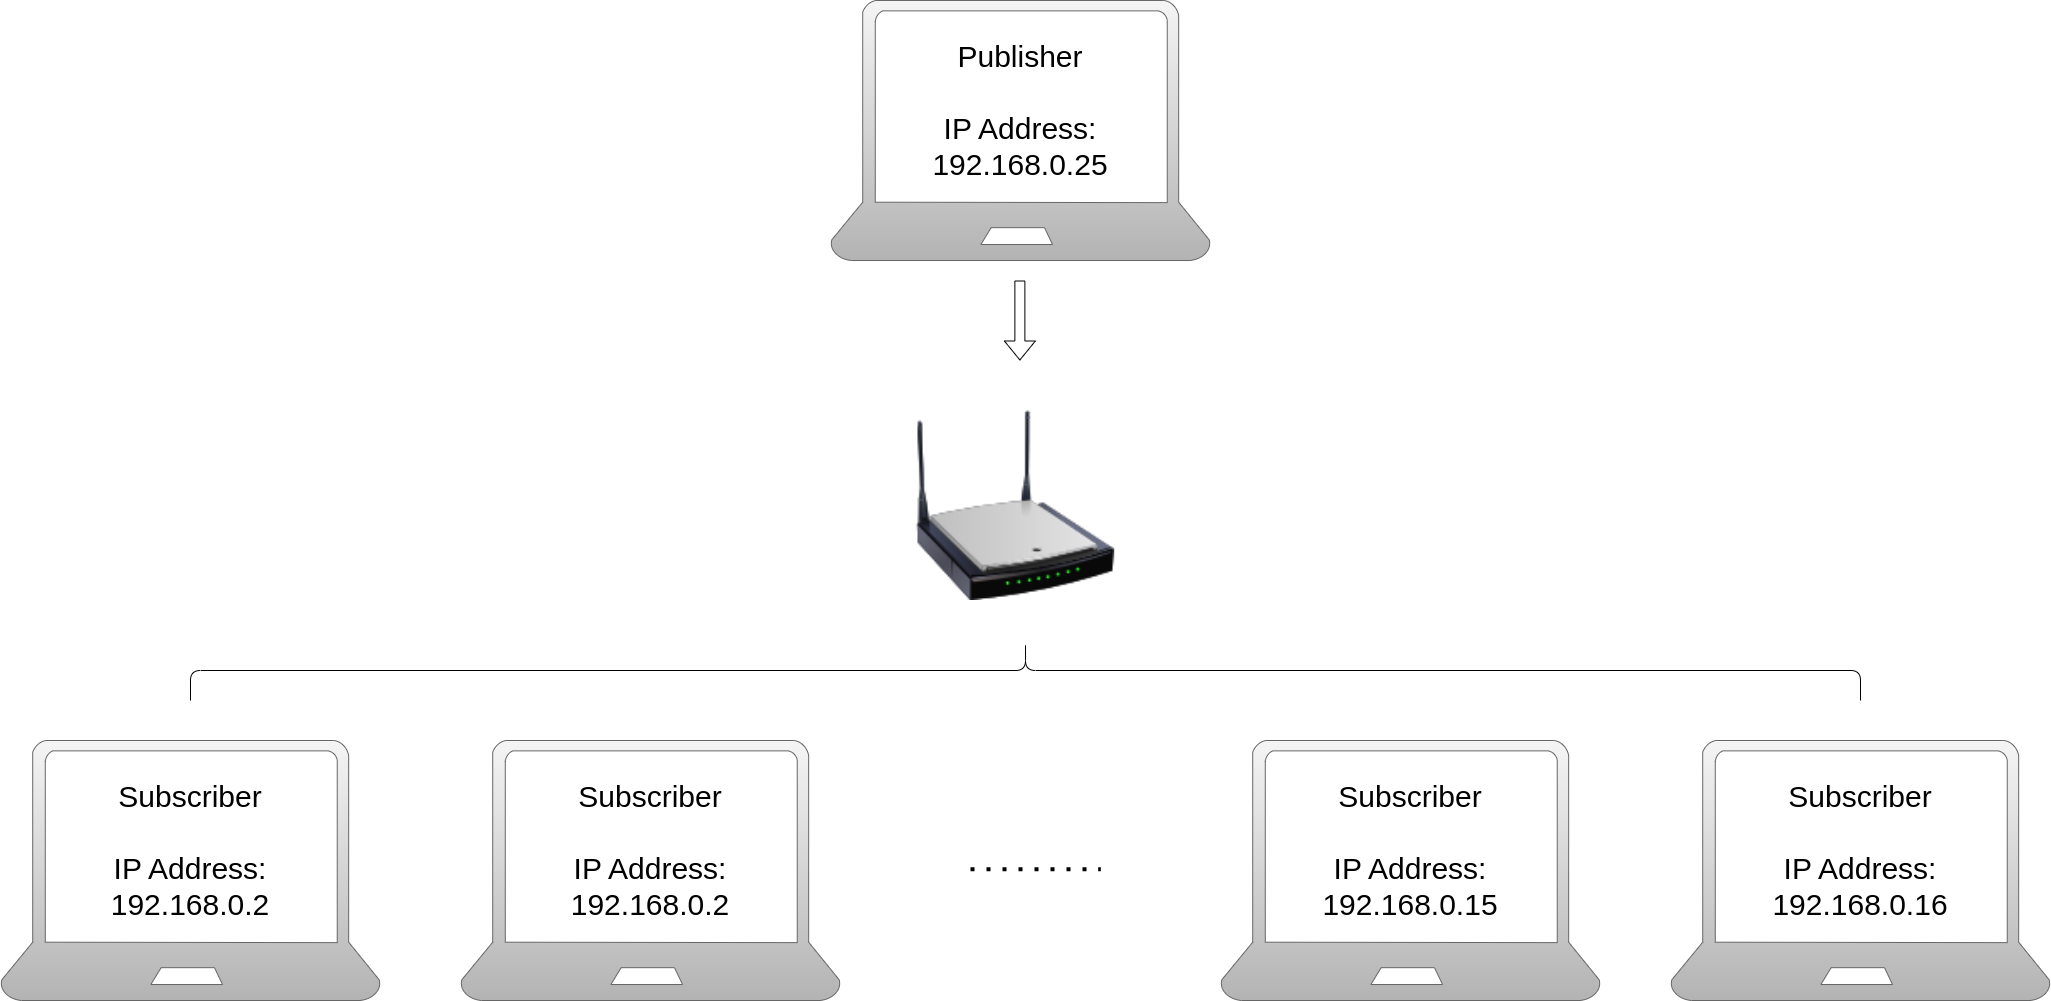 Publisher
IP Address:
192.168.0.25
Subscriber
IP Address:
192.168.0.2
Subscriber
IP Address:
192.168.0.2
.........
Subscriber
IP Address:
192.168.0.15
Subscriber
IP Address:
192.168.0.16